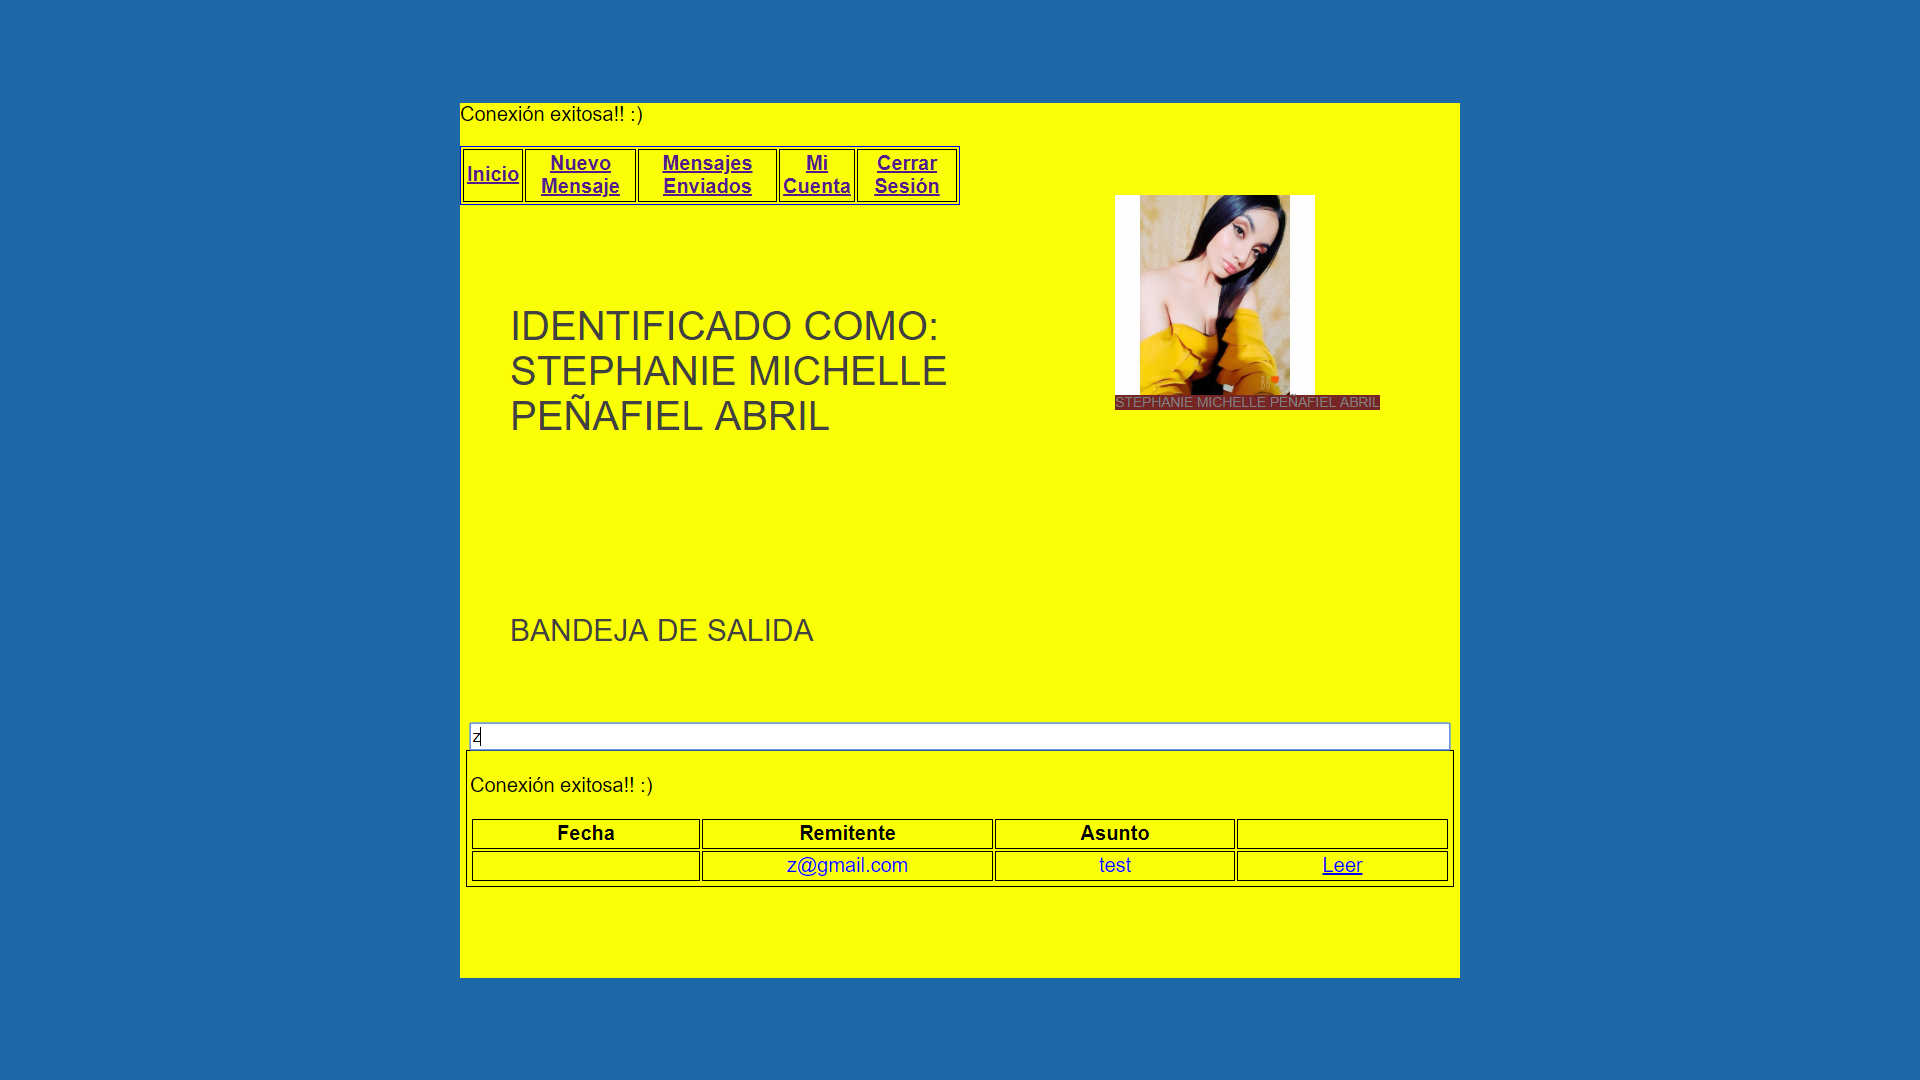 Conexión exitosa!! :)
Inicio
Nuevo
Mensaje
Mensajes
Enviados
Mi
Cuenta
Cerrar
Sesión
IDENTIFICADO COMO:
STEPHANIE MICHELLE
PEÑAFIEL ABRIL
STEPHANIE MICHELLE PEÑAFIEL ABRIL
BANDEJA DE SALIDA
z
Conexión exitosa!! :)
Fecha Remitente Asunto
z@gmail.com test Leer